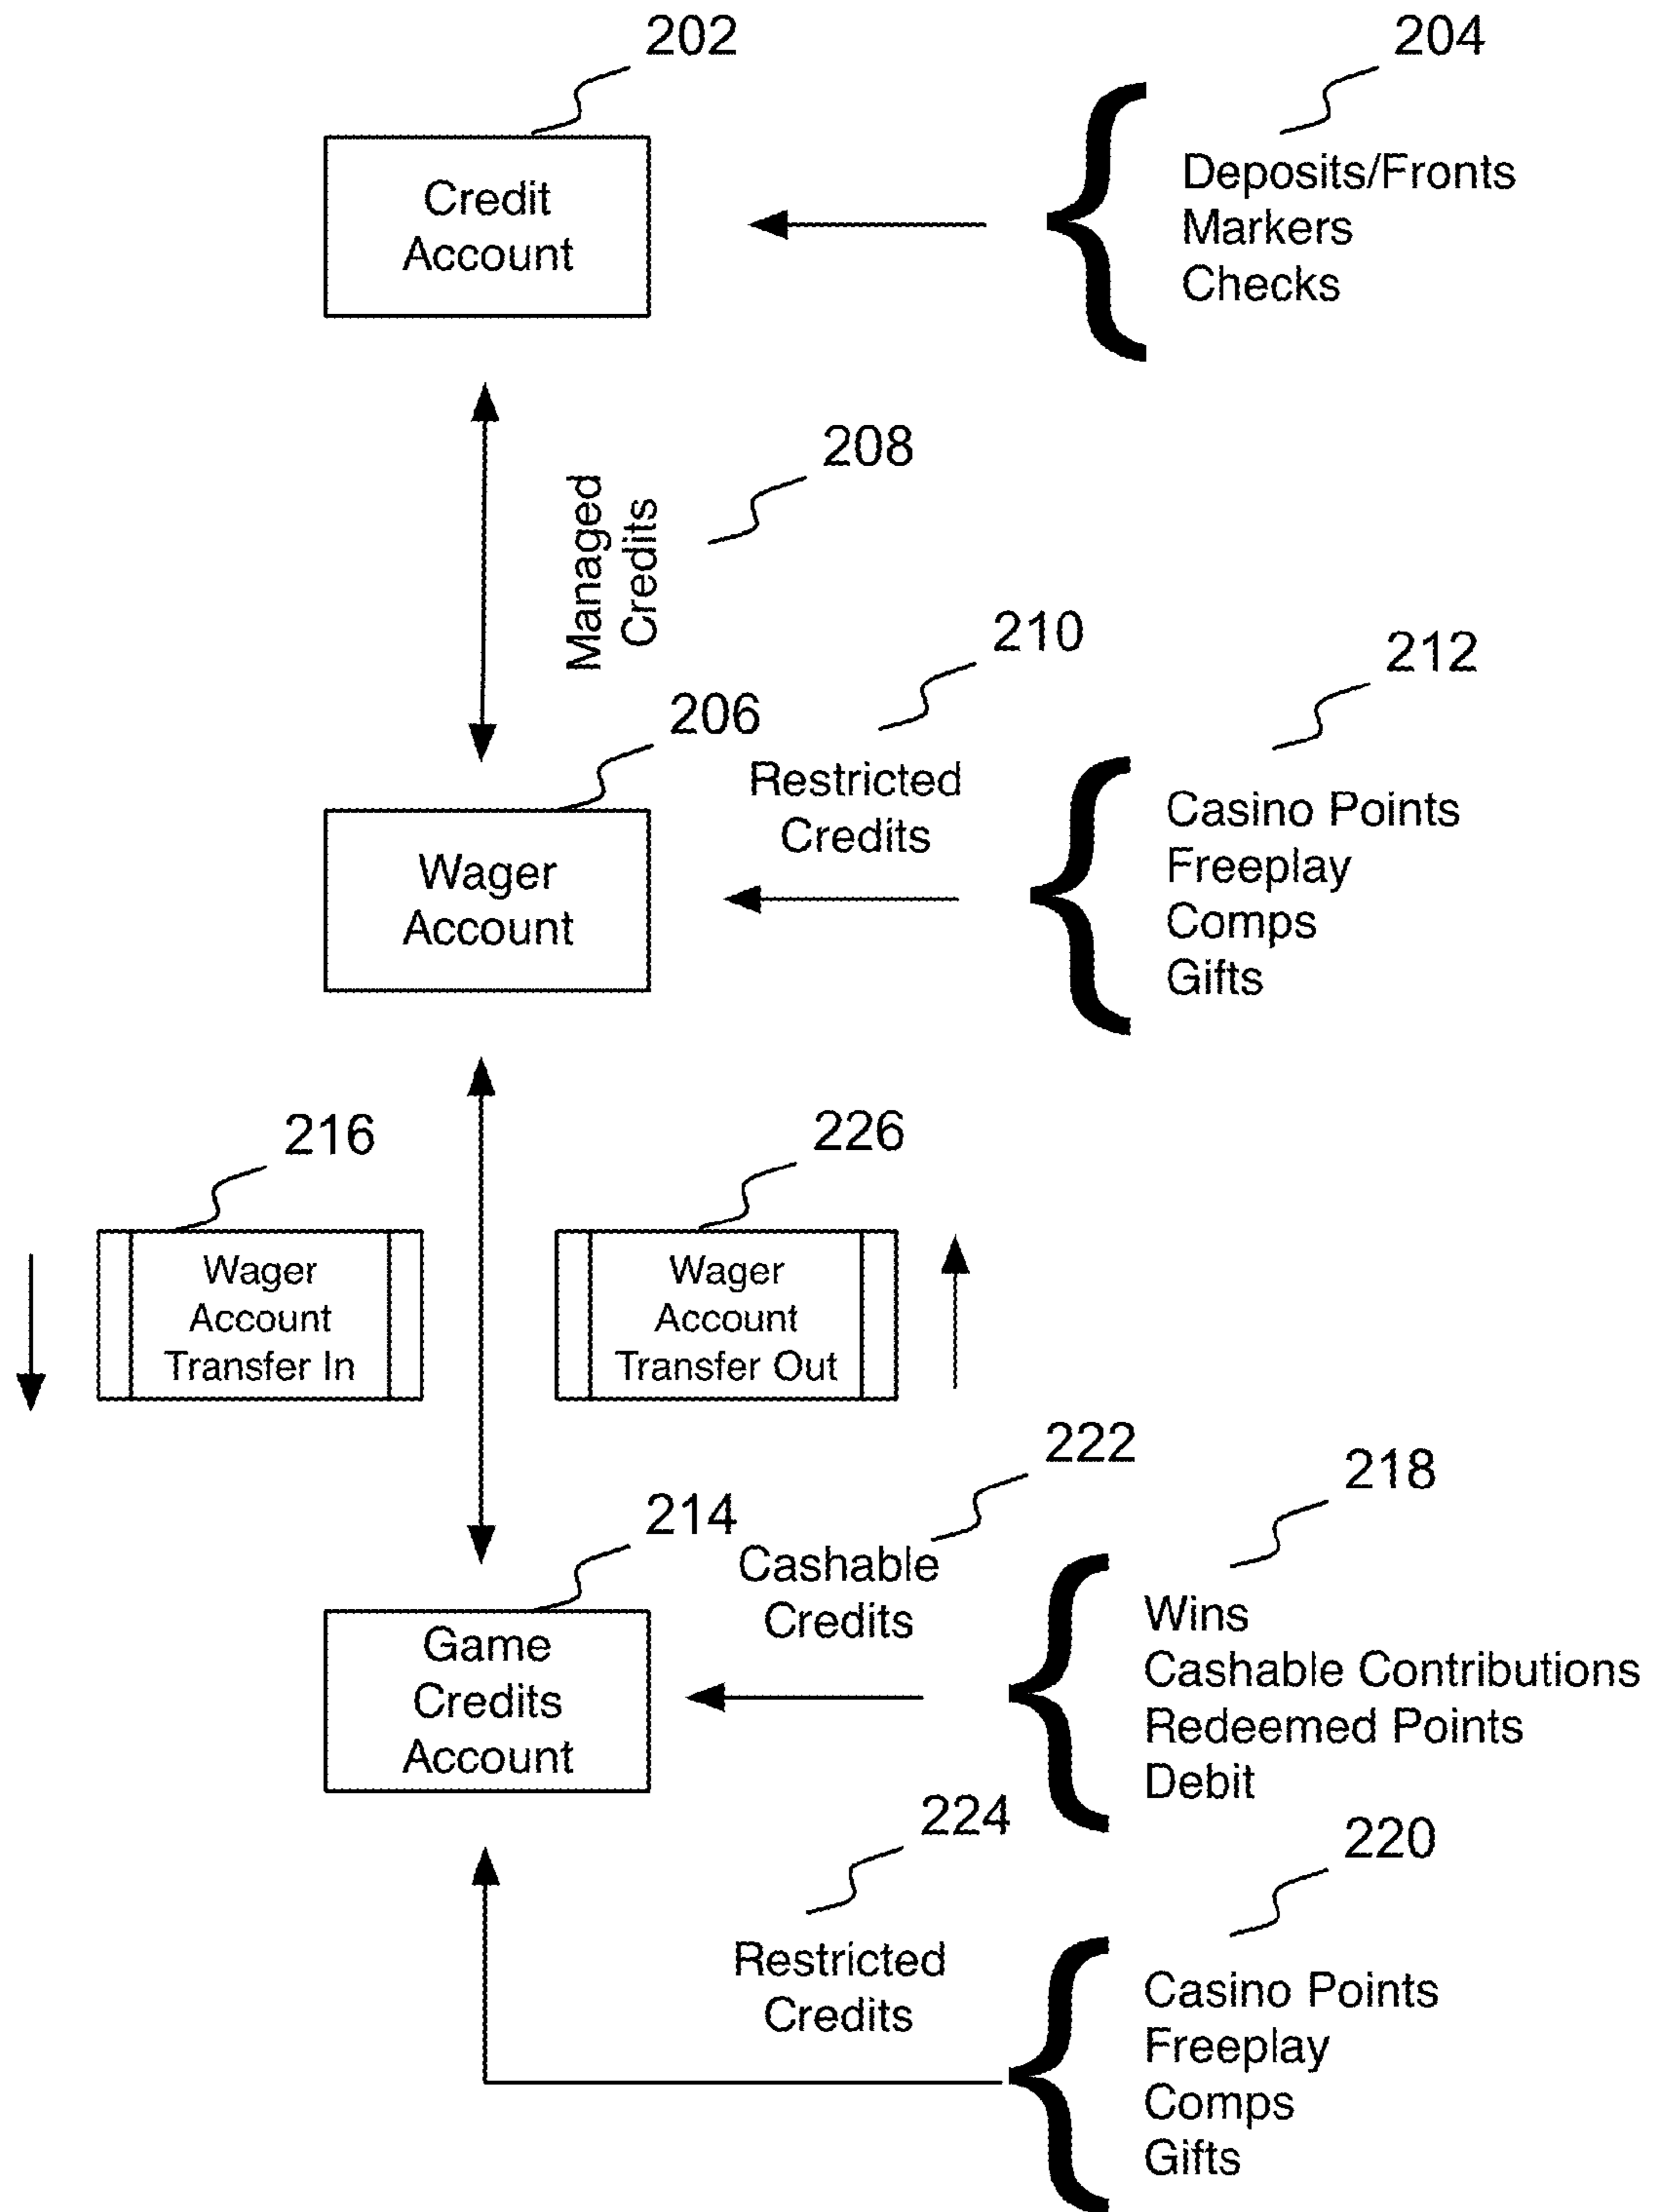 202
204
Credit
Account
Deposits/Fronts
Markers
Checks
208
Managed
Credits
210
212
206
Restricted
Credits
Wager
Account
Casino Points
Freeplay
Comps
Gifts
216
226
Wager
Account
Transfer In
Wager
Account
Transfer Out
222
218
214
Cashable
Credits
Game
Credits
Account
Wins
Cashable Contributions
Redeemed Points
Debit
224
220
Restricted
Credits
Casino Points
Freeplay
Comps
Gifts